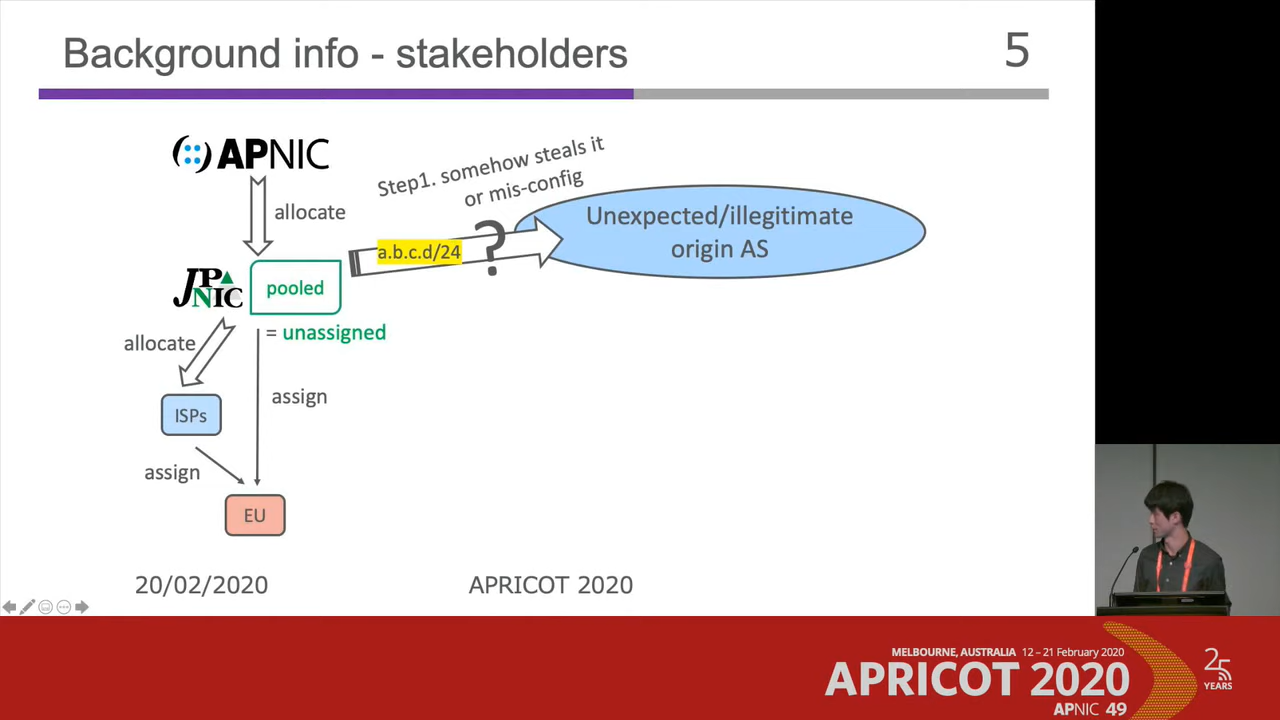 Background info - stakeholders
5
APNIC
allocate
Step1. somehow steals it
or mis-config
a.b.c.d/24
?
Unexpected/illegitimate
origin AS
JPNIC
pooled
= unassigned
allocate
ISPs
assign
assign
EU
20/02/2020
APRICOT 2020
MELBOURNE, AUSTRALIA 12 – 21 February 2020
APRICOT 2020
APNIC 49
25
YEARS